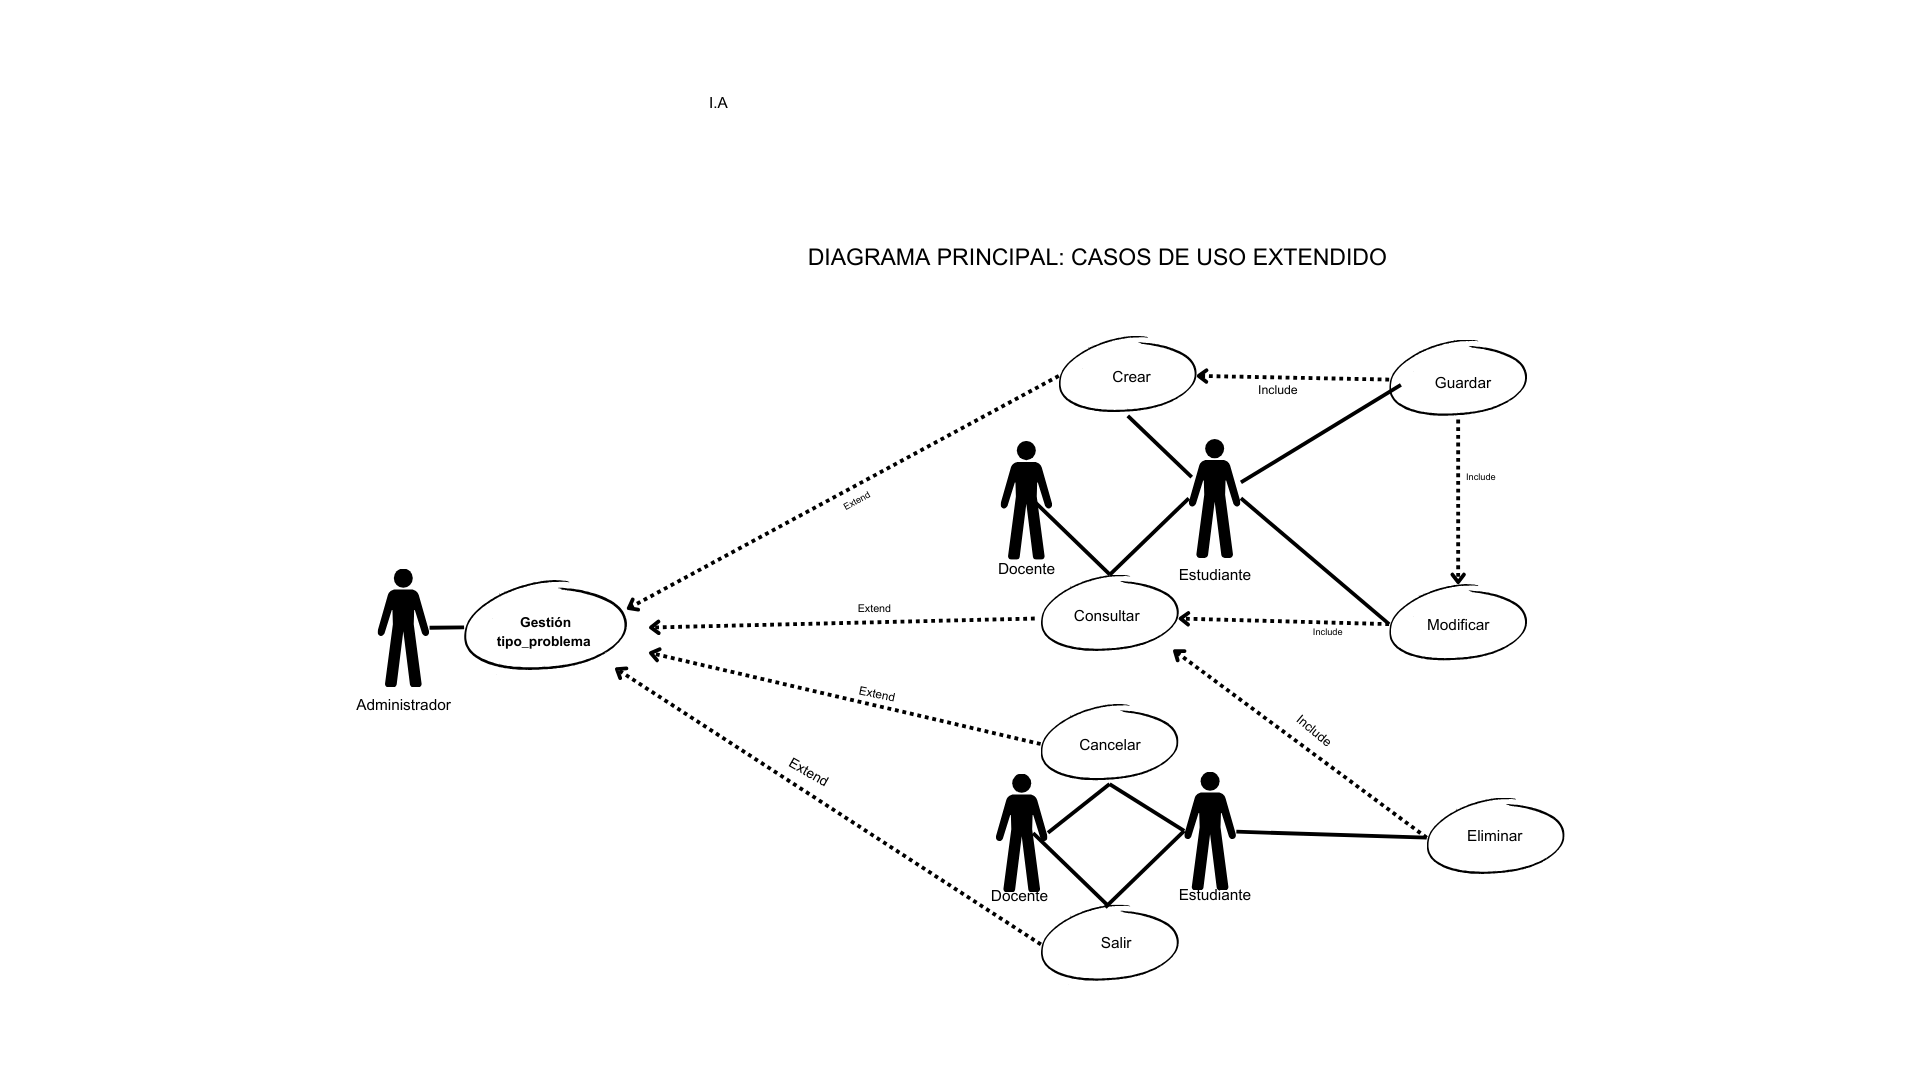 I.A
DIAGRAMA PRINCIPAL: CASOS DE USO EXTENDIDO
Crear
Guardar
Include
Include
Extend
Docente
Estudiante
Gestión
tipo_problema
Extend
Consultar
Include
Modificar
Administrador
Extend
Include
Cancelar
Extend
Eliminar
Docente
Estudiante
Salir